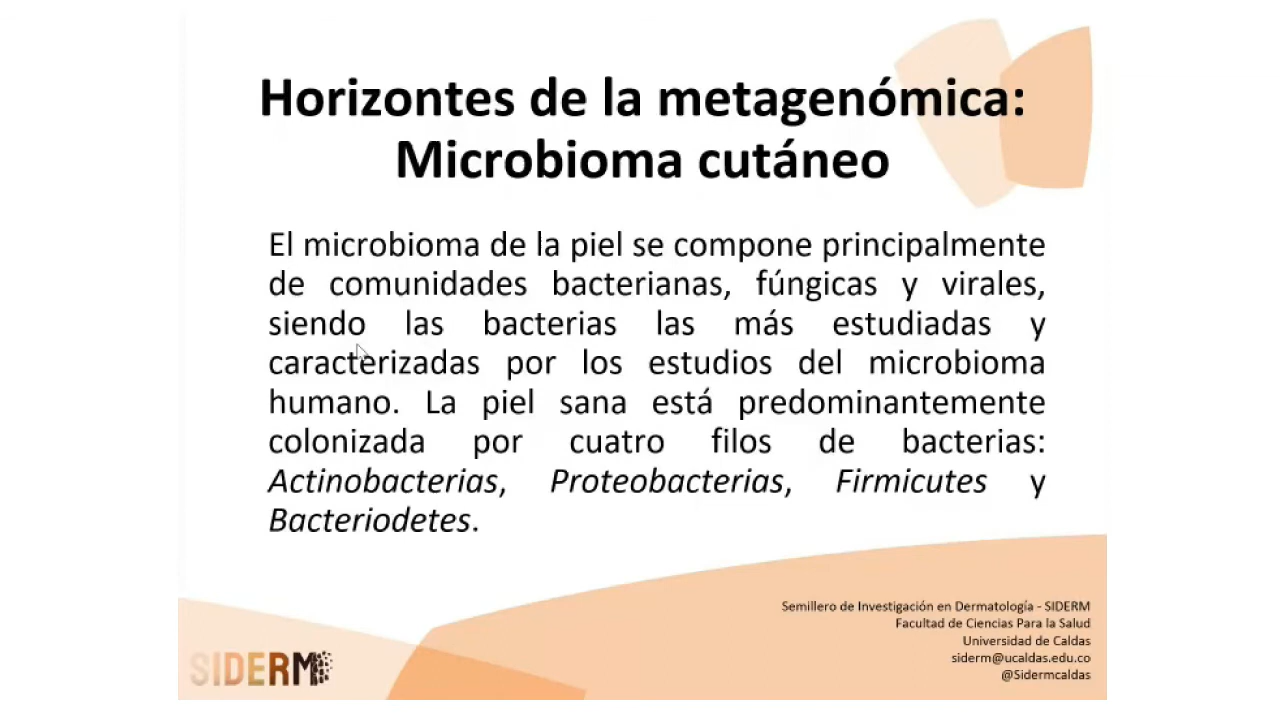 Horizontes de la metagenómica:
Microbioma cutáneo
El microbioma de la piel se compone principalmente
de comunidades bacterianas, fúngicas y virales,
siendo las bacterias las más estudiadas y
caracterizadas por los estudios del microbioma
humano. La piel sana está predominantemente
colonizada por cuatro filos de bacterias:
Actinobacterias, Proteobacterias, Firmicutes y
Bacteriodetes.
Semillero de Investigación en Dermatología - SIDERM
Facultad de Ciencias Para la Salud
Universidad de Caldas
siderm@ucaldas.edu.co
@Sidermcaldas
SIDERM